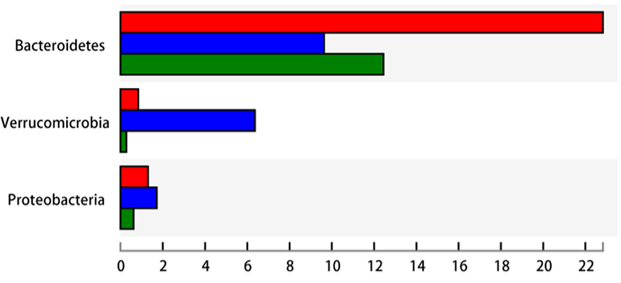 Bacteroidetes
Verrucomicrobia
Proteobacteria
0 2 4 6 8 10 12 14 16 18 20 22